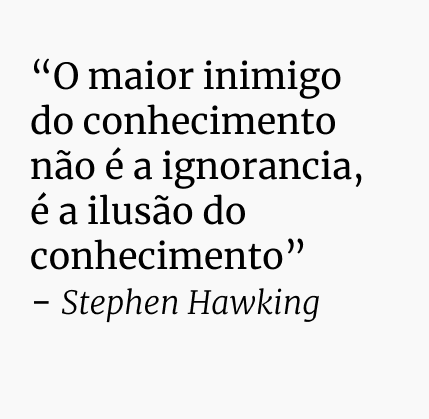 “O maior inimigo
do conhecimento
não é a ignorancia,
é a ilusão do
conhecimento”
– Stephen Hawking